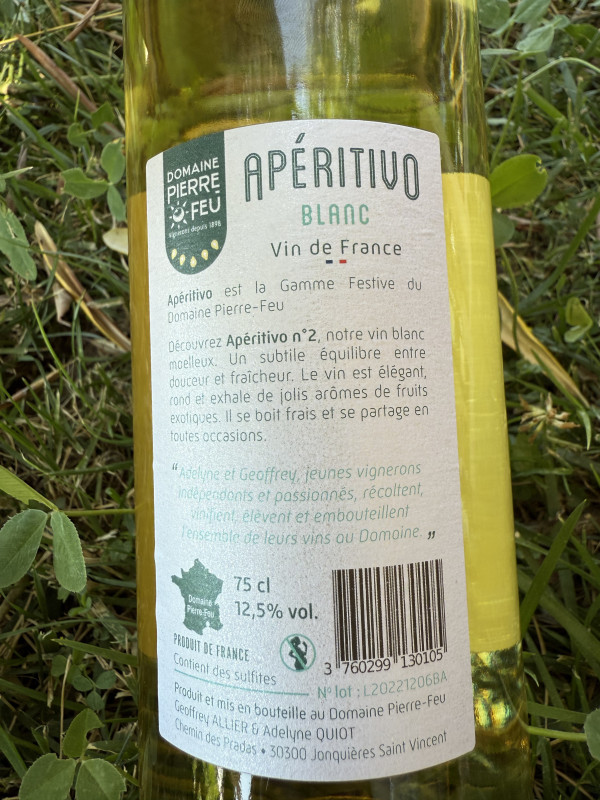 DOMAINE
PIERRE
FEU
Vignerons depuis 1898
APÉRITIVO
BLANC
Vin de France
Apéritivo est la Gamme Festive du
Domaine Pierre-Feu
Découvrez Apéritivo n°2, notre vin blanc
moelleux. Un subtile équilibre entre
douceur et fraîcheur. Le vin est élégant,
rond et exhale de jolis arômes de fruits
exotiques. Il se boit frais et se partage en
toutes occasions.
“Adelyne et Geoffrey, jeunes vignerons
indépendants et passionnés, récoltent,
vinifient, élèvent et embouteillent
l'ensemble de leurs vins au Domaine.„
Domaine
Pierre-Feu
75 cl
12,5% vol.
PRODUIT DE FRANCE
Contient des sulfites
3 760299 130105
N° lot : L20221206BA
Produit et mis en bouteille au Domaine Pierre-Feu
Geoffrey ALLIER & Adelyne QUIOT
Chemin des Pradas • 30300 Jonquières Saint Vincent